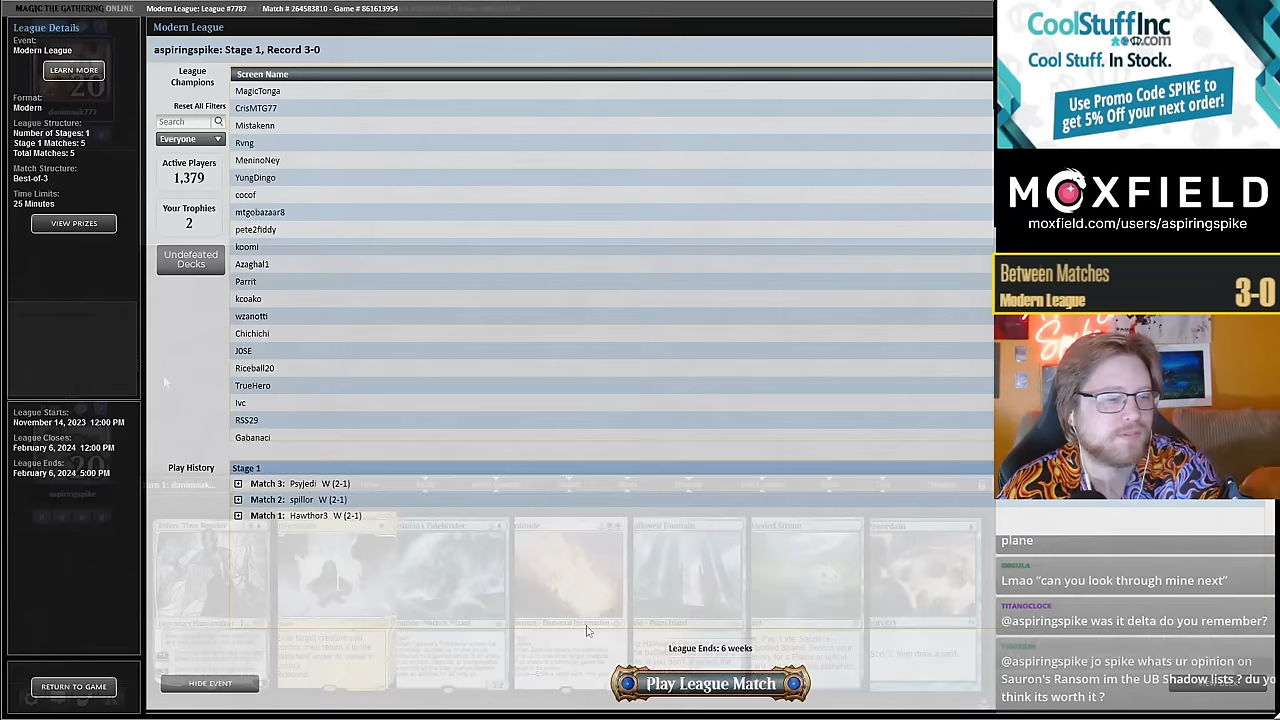 MAGIC THE GATHERING ONLINE
Modern League: League #7787
Match # 264583810 - Game # 861613954
League Details
Event:
Modern League
LEARN MORE
Format:
Modern
League Structure:
Number of Stages: 1
Stage 1 Matches: 5
Total Matches: 5
Match Structure:
Best-of-3
Time Limits:
25 Minutes
VIEW PRIZES
League Starts:
November 14, 2023 12:00 PM
League Closes:
February 6, 2024 12:00 PM
League Ends:
February 6, 2024 5:00 PM
aspiringspike
RETURN TO GAME
Modern League
aspiringspike: Stage 1, Record 3-0
League
Champions
Reset All Filters
Search
Everyone
Active Players
1,379
Your Trophies
2
Undefeated
Decks
Screen Name
MagicTonga
CrisMTG77
Mistakenn
Rvng
MeninoNey
YungDingo
cocof
mtgobazaar8
pete2fiddy
koomi
Azaghal1
Parrit
kcoako
wzanotti
Chichichi
J0SE
Riceball20
TrueHero
lvc
RSS29
Gabanaci
Play History
Stage 1
Match 3: Psyjedi W (2-1)
Match 2: spillor W (2-1)
Match 1: Hawthor3 W (2-1)
League Ends: 6 weeks
HIDE EVENT
Play League Match
CoolStuffInc
.com
Cool Stuff. In Stock.
Use Promo Code SPIKE to
get 5% Off your next order!
MOXFIELD
moxfield.com/users/aspiringspike
Between Matches
Modern League
3-0
plane
Lmao “can you look through mine next”
TITANOCLOCK
@aspiringspike was it delta do you remember?
@aspiringspike jo spike whats ur opinion on
Sauron's Ransom im the UB Shadow lists ? du yo
think its worth it ?